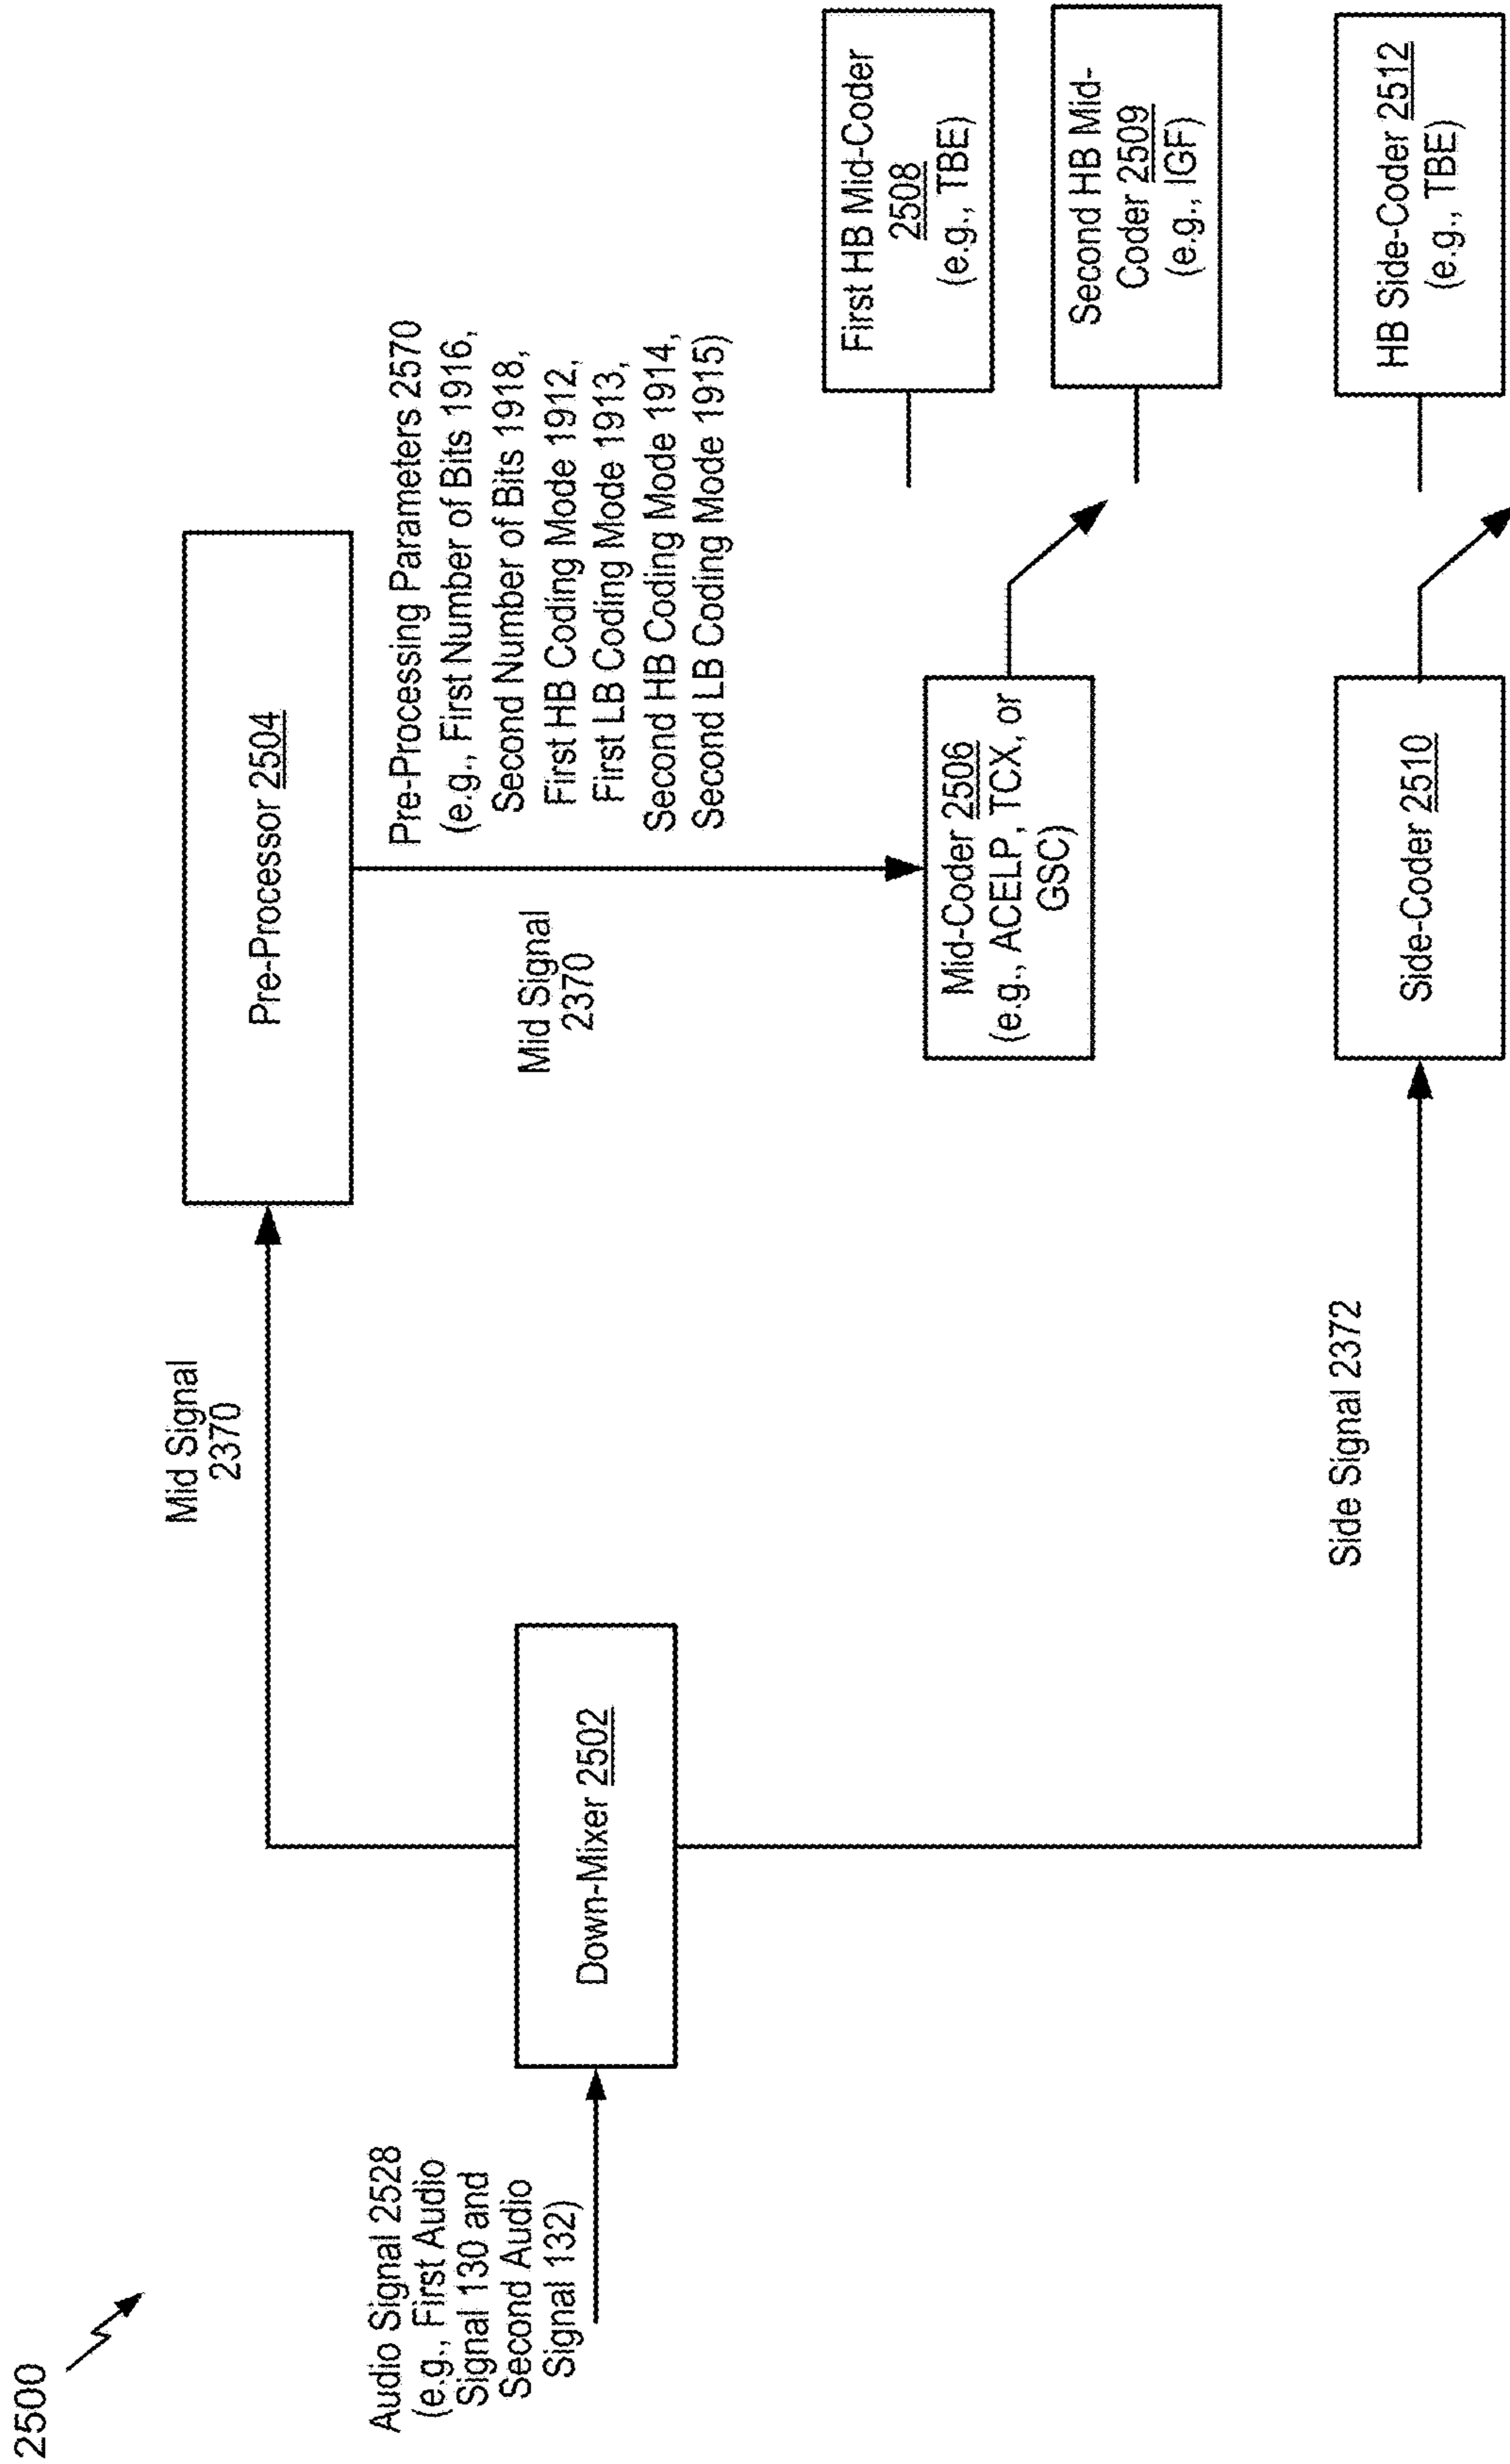 2500
Audio Signal 2528
(e.g., First Audio
Signal 130 and
Second Audio
Signal 132)
Down-Mixer 2502
Mid Signal
2370
Pre-Processor 2504
Pre-Processing Parameters 2570
(e.g., First Number of Bits 1916,
Second Number of Bits 1918,
First HB Coding Mode 1912,
First LB Coding Mode 1913,
Second HB Coding Mode 1914,
Second LB Coding Mode 1915)
Mid Signal
2370
Mid-Coder 2506
(e.g., ACELP, TCX, or
GSC)
First HB Mid-Coder
2508
(e.g., TBE)
Second HB Mid-
Coder 2509
(e.g., IGF)
Side Signal 2372
Side-Coder 2510
HB Side-Coder 2512
(e.g., TBE)